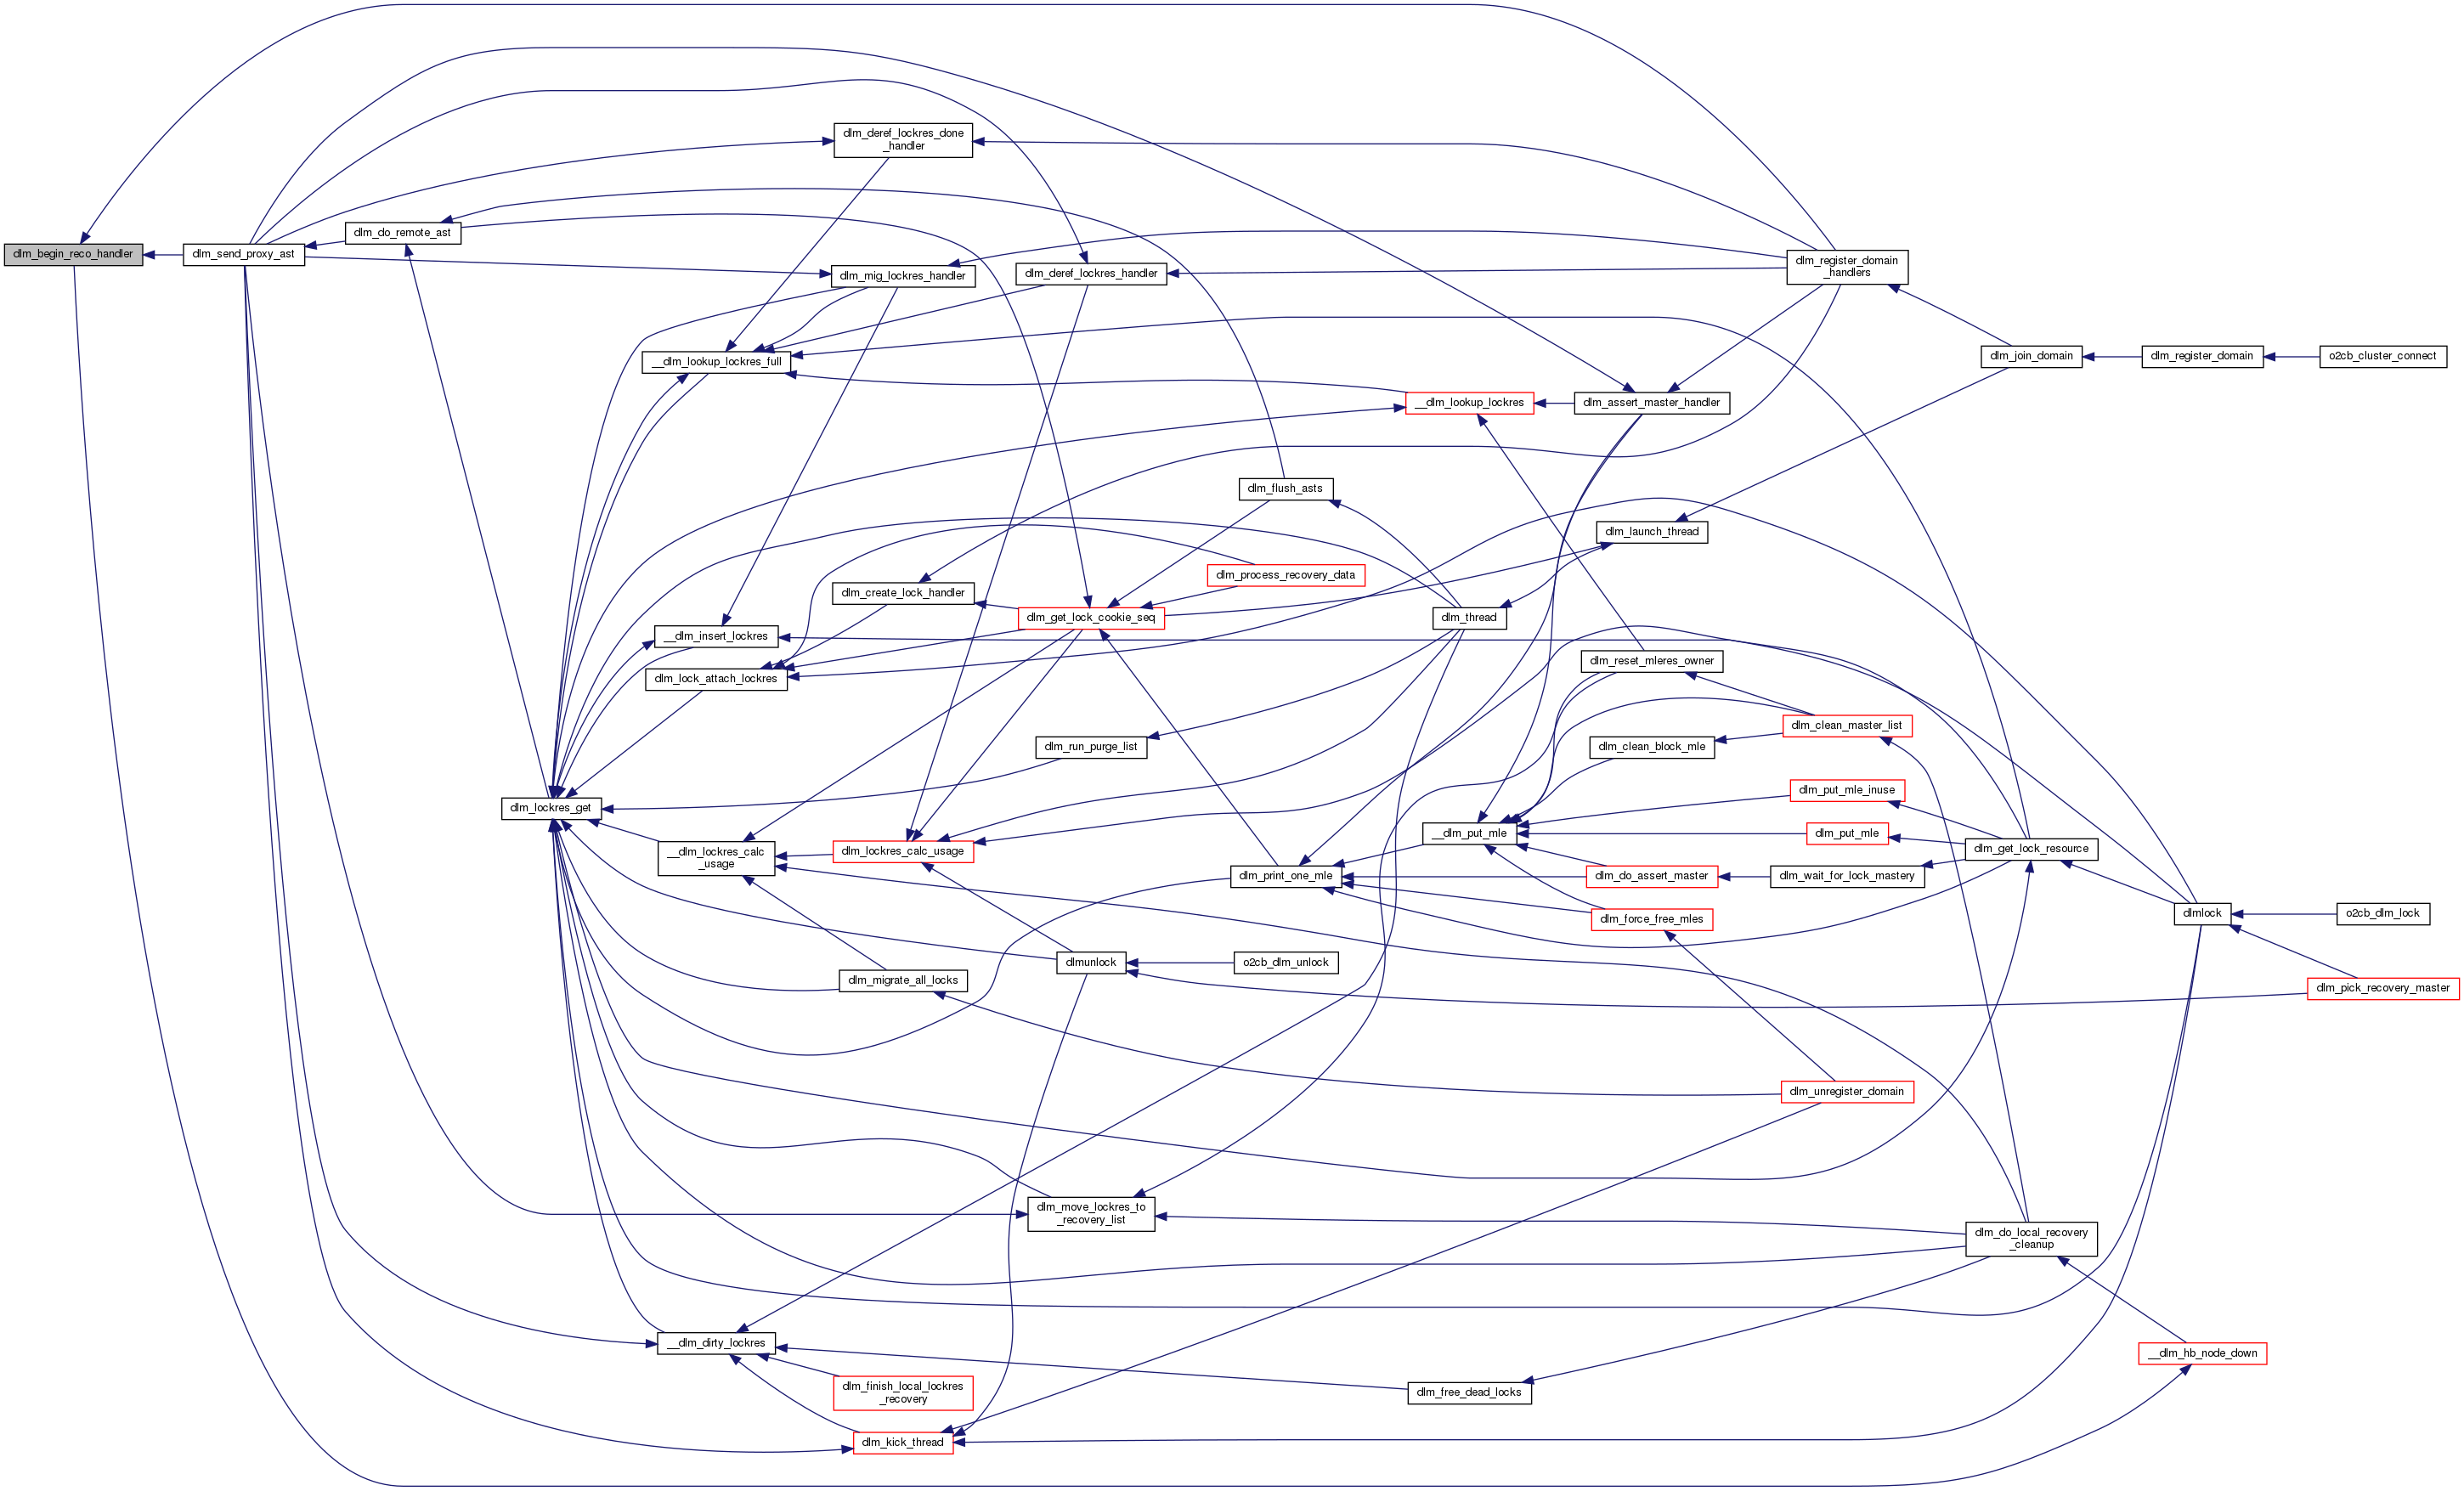 dlm_begin_reco_handler
dlm_send_proxy_ast
dlm_do_remote_ast
dlm_lockres_get
dlm_deref_lockres_done
_handler
dlm_mig_lockres_handler
__dlm_lookup_lockres_full
dlm_deref_lockres_handler
__dlm_lookup_lockres
dlm_assert_master_handler
dlm_register_domain
_handlers
dlm_join_domain
dlm_register_domain
o2cb_cluster_connect
dlm_flush_asts
dlm_launch_thread
dlm_process_recovery_data
dlm_create_lock_handler
dlm_get_lock_cookie_seq
dlm_thread
__dlm_insert_lockres
dlm_lock_attach_lockres
dlm_reset_mleres_owner
dlm_clean_master_list
dlm_run_purge_list
dlm_clean_block_mle
dlm_put_mle_inuse
__dlm_put_mle
dlm_put_mle
dlm_get_lock_resource
__dlm_lockres_calc
_usage
dlm_lockres_calc_usage
dlm_print_one_mle
dlm_do_assert_master
dlm_wait_for_lock_mastery
dlm_force_free_mles
dlmlock
o2cb_dlm_lock
dlmunlock
o2cb_dlm_unlock
dlm_migrate_all_locks
dlm_pick_recovery_master
dlm_unregister_domain
dlm_move_lockres_to
_recovery_list
dlm_do_local_recovery
_cleanup
__dlm_dirty_lockres
__dlm_hb_node_down
dlm_finish_local_lockres
_recovery
dlm_free_dead_locks
dlm_kick_thread